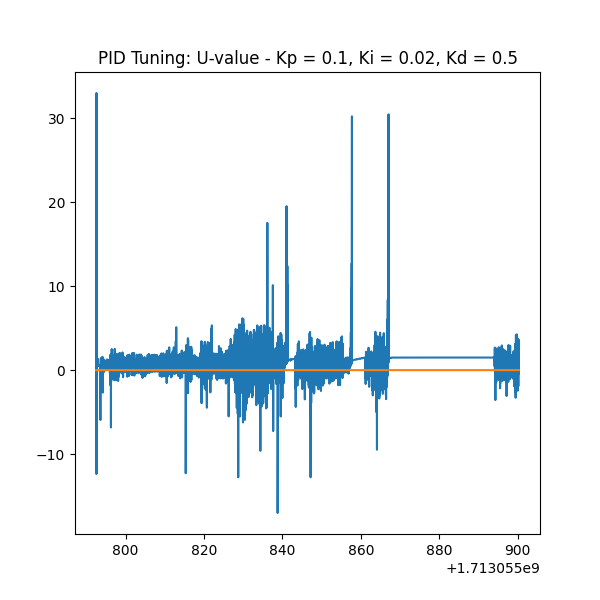 PID Tuning: U-value - Kp = 0.1, Ki = 0.02, Kd = 0.5
30
20
10
0
−10
800 820 840 860 880 900
+1.713055e9